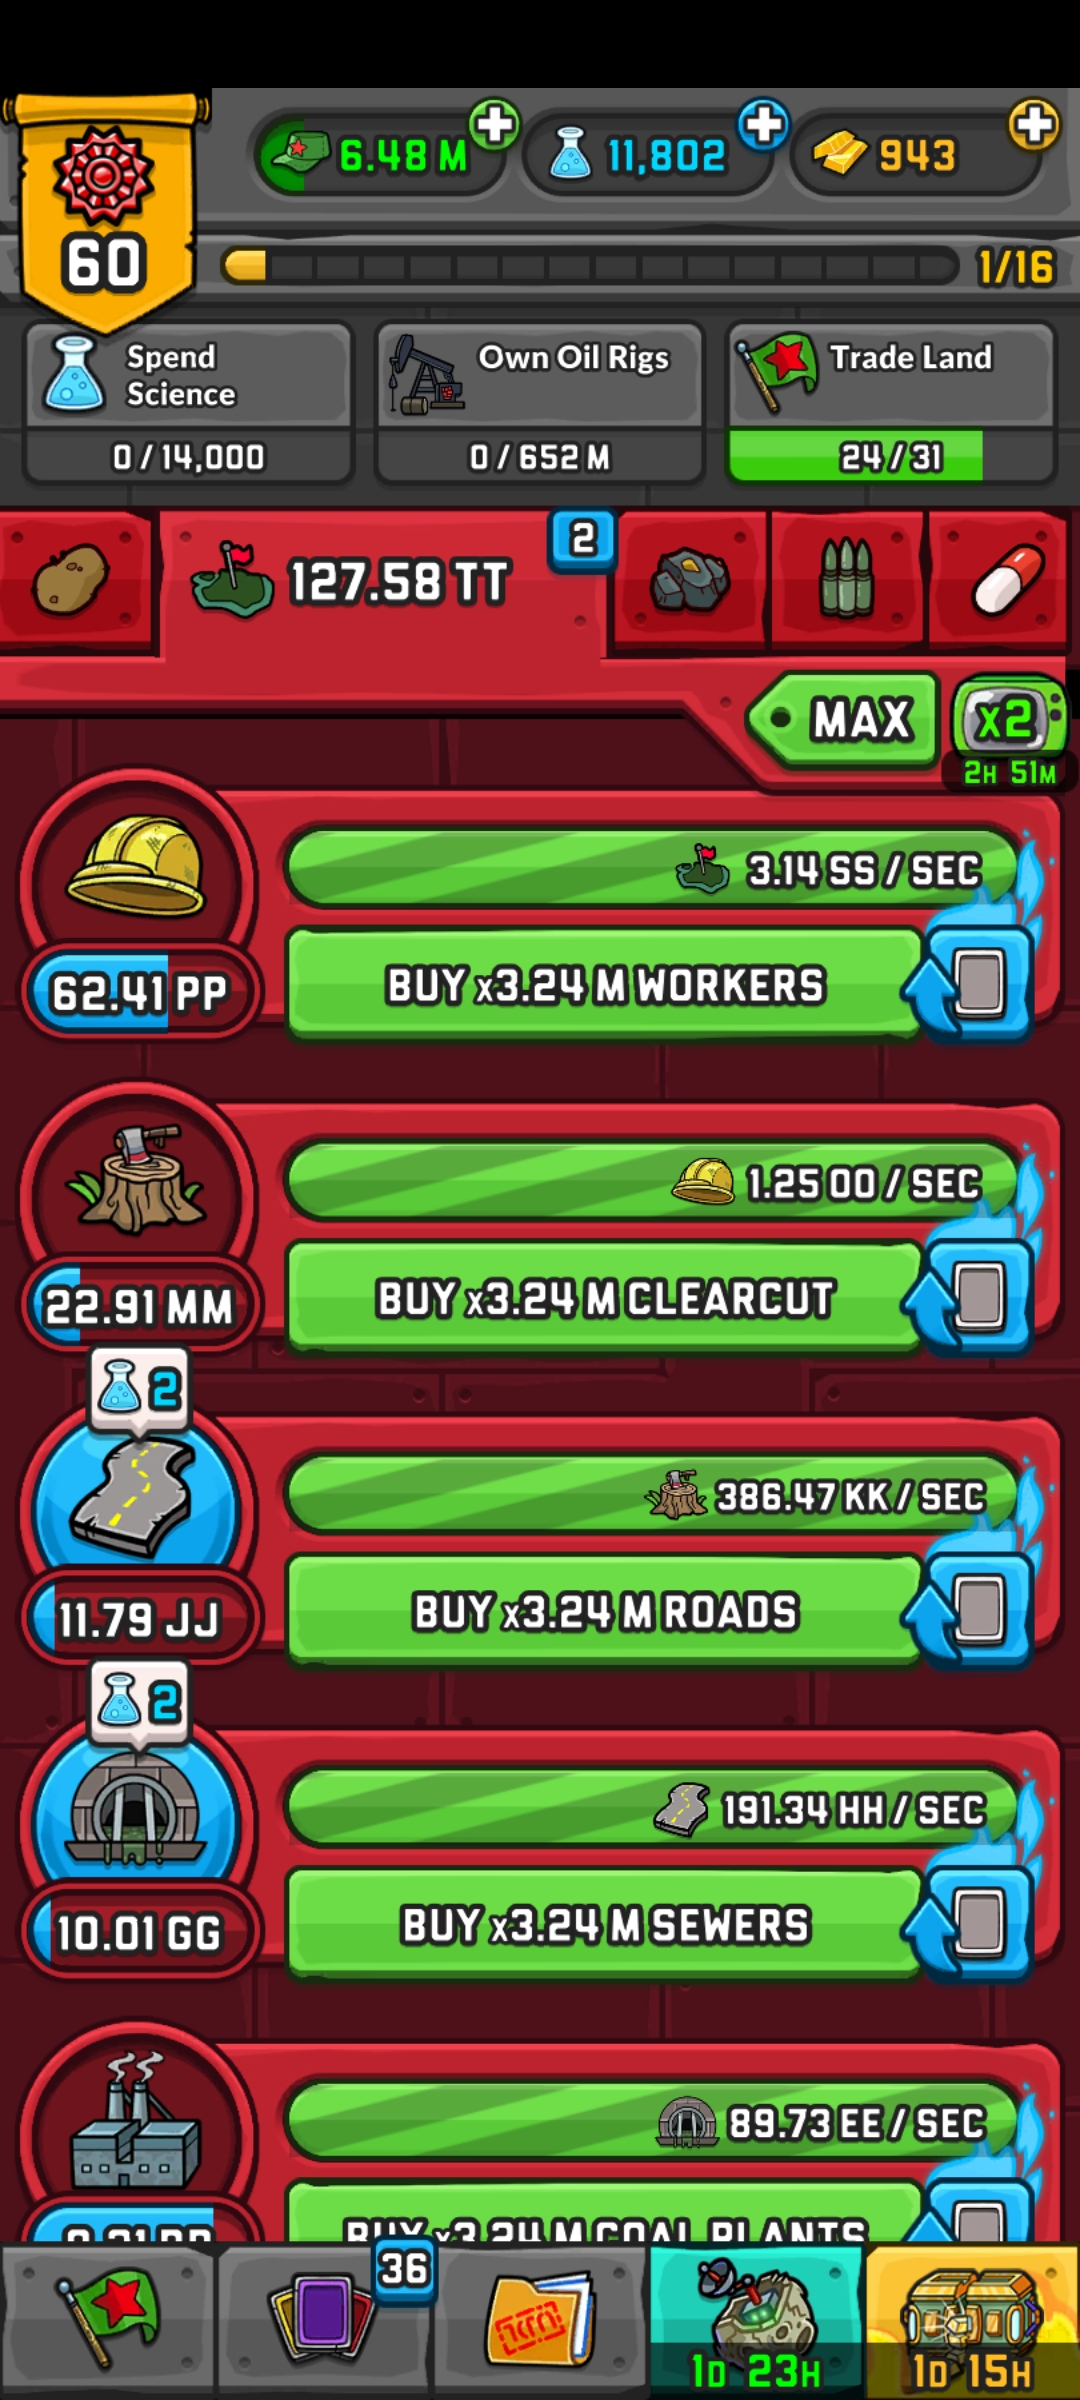 60
6.48 M
11,802
943
1/16
Spend
Science
0/14,000
Own Oil Rigs
0/652 M
Trade Land
24/31
127.58 TT
2
MAX
x2
2H 51M
3.14 SS/SEC
62.41 PP
BUY x3.24 M WORKERS
1.25 OO/SEC
22.91 MM
BUY x3.24 M CLEARCUT
2
386.47 KK/SEC
11.79 JJ
BUY x3.24 M ROADS
2
191.34 HH/SEC
10.01 GG
BUY x3.24 M SEWERS
89.73 EE/SEC
BUY x3.24 M COAL PLANTS
36
1D 23H
1D 15H